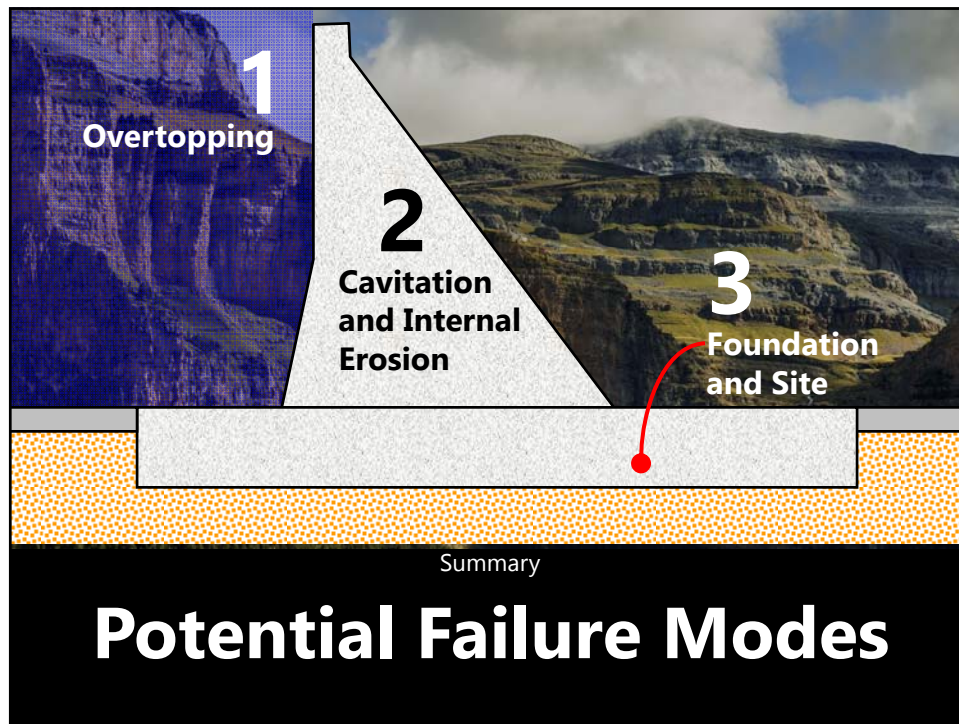 1
Overtopping
2
Cavitation
and Internal
Erosion
3
Foundation
and Site
Summary
Potential Failure Modes